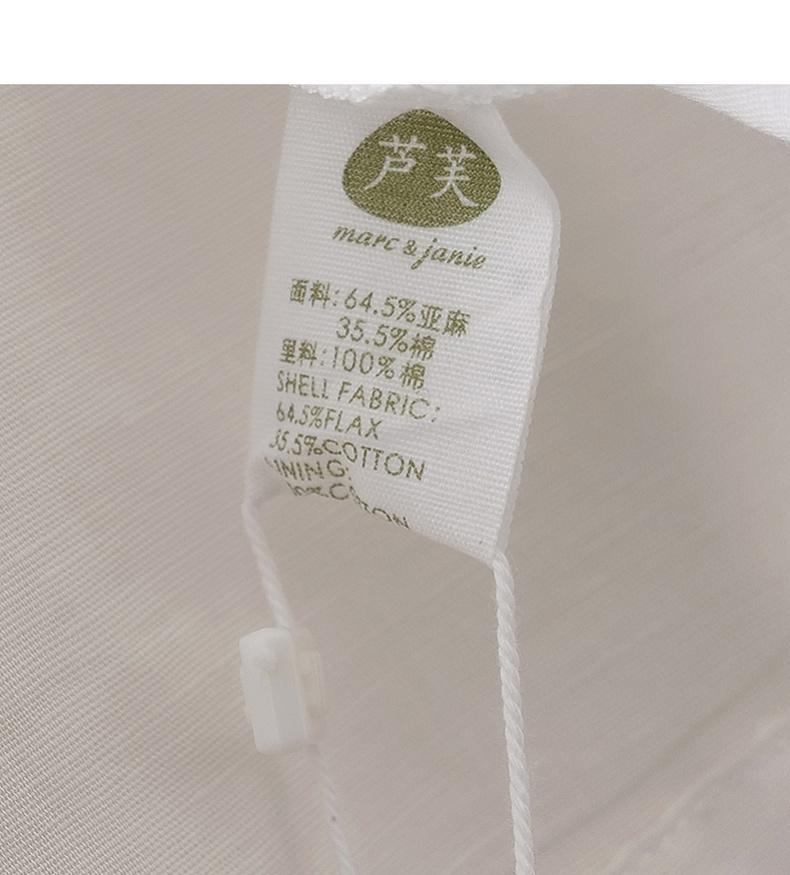 芦芙
marc & janie
面料:64.5%亚麻
35.5%棉
里料:100%棉
SHELL FABRIC:
64.5%FLAX
35.5%COTTON
LINING: